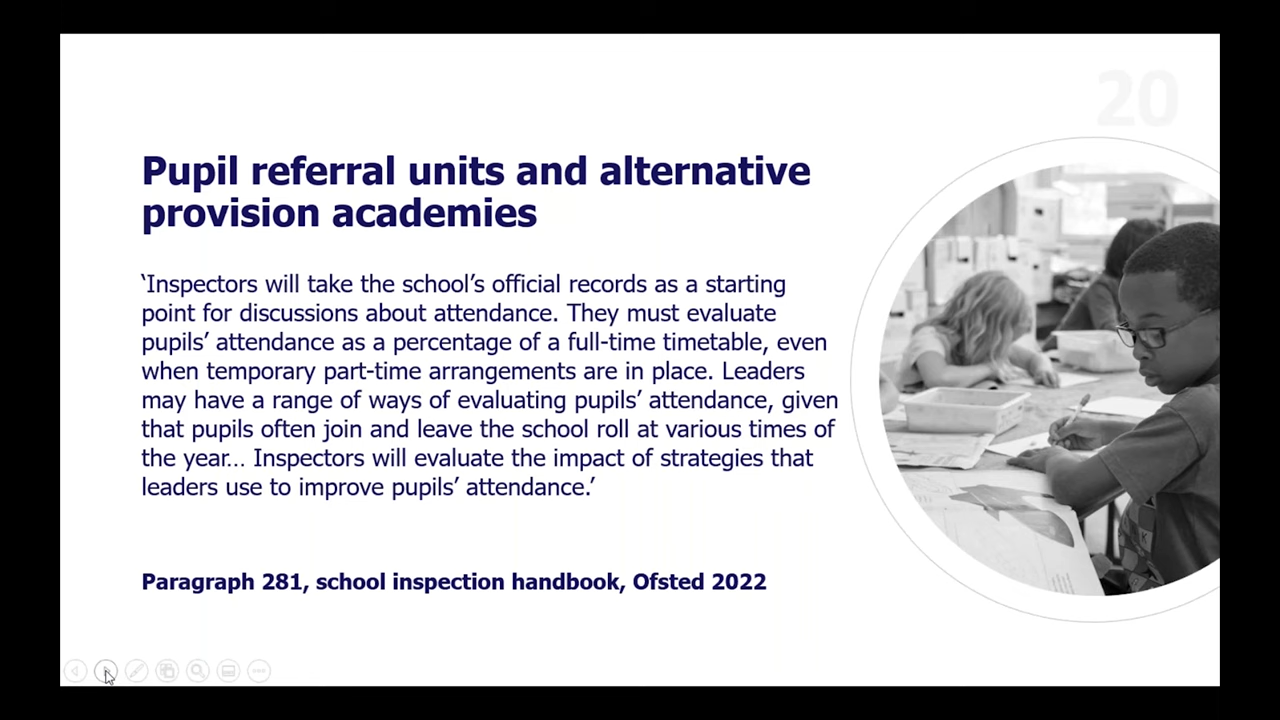 20
Pupil referral units and alternative
provision academies
‘Inspectors will take the school’s official records as a starting
point for discussions about attendance. They must evaluate
pupils’ attendance as a percentage of a full-time timetable, even
when temporary part-time arrangements are in place. Leaders
may have a range of ways of evaluating pupils’ attendance, given
that pupils often join and leave the school roll at various times of
the year… Inspectors will evaluate the impact of strategies that
leaders use to improve pupils’ attendance.’
Paragraph 281, school inspection handbook, Ofsted 2022